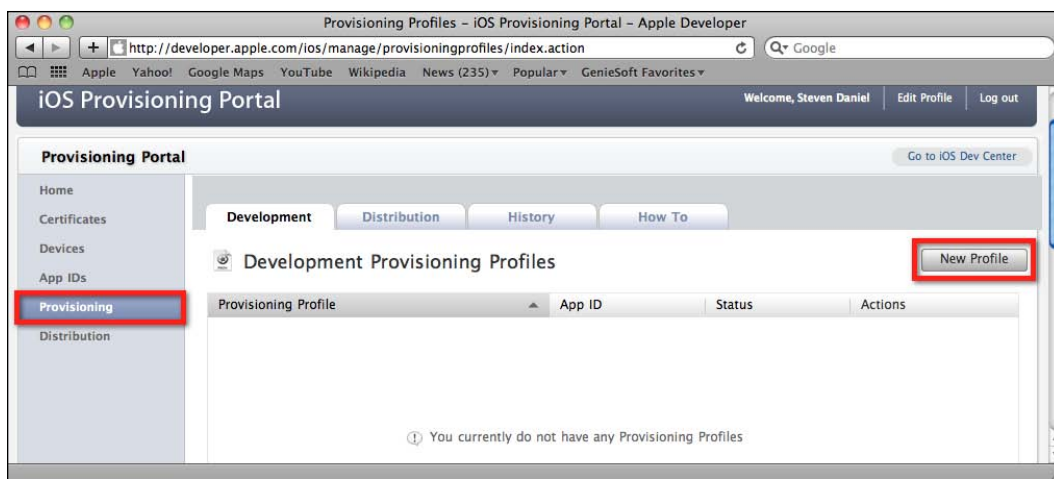 Provisioning Profiles – iOS Provisioning Portal – Apple Developer
http://developer.apple.com/ios/manage/provisioningprofiles/index.action
Google
Apple Yahoo! Google Maps YouTube Wikipedia News (235) Popular GenieSoft Favorites
iOS Provisioning Portal
Welcome, Steven Daniel Edit Profile Log out
Provisioning Portal
Go to iOS Dev Center
Home
Certificates
Devices
App IDs
Provisioning
Distribution
Development Distribution History How To
Development Provisioning Profiles
New Profile
Provisioning Profile App ID Status Actions
You currently do not have any Provisioning Profiles